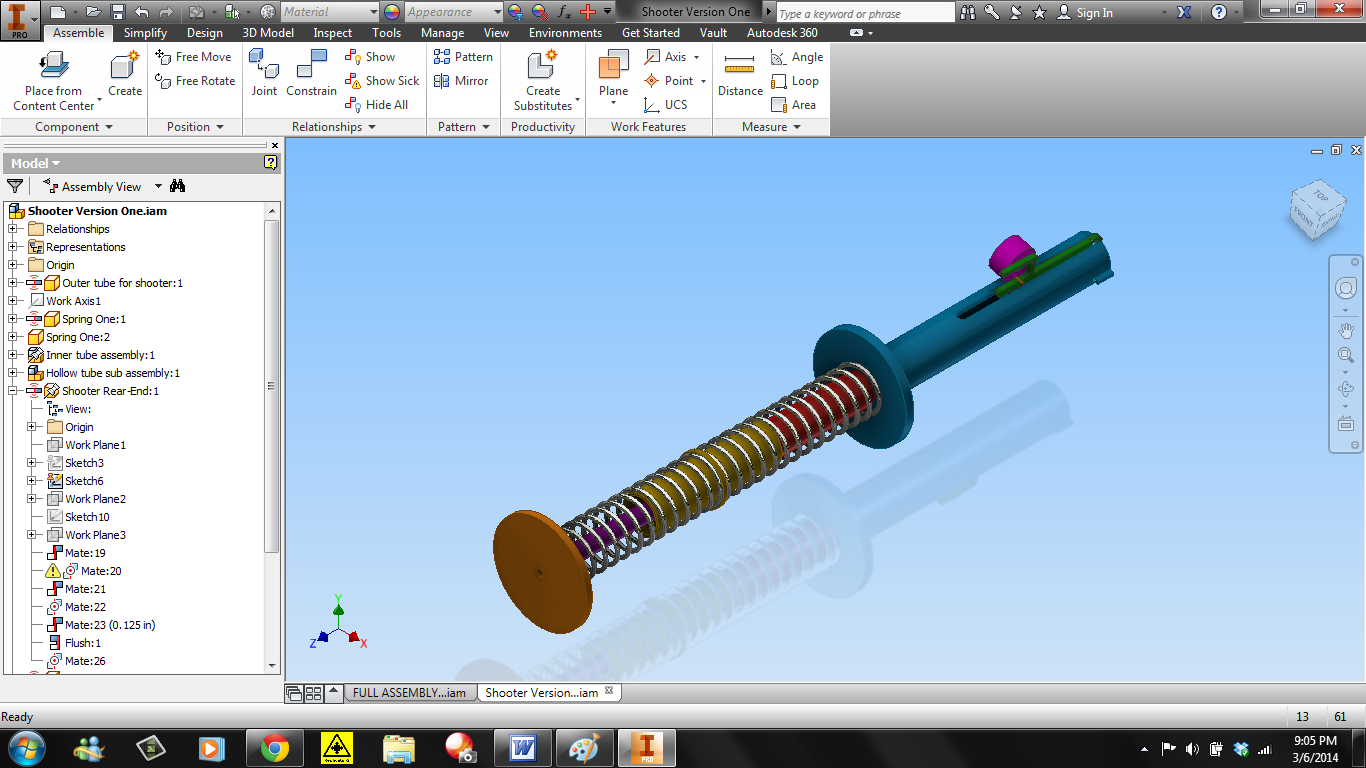 Material Appearance Shooter Version One Type a keyword or phrase Sign In
PRO Assemble Simplify Design 3D Model Inspect Tools Manage View Environments Get Started Vault Autodesk 360
Free Move Show Pattern Axis Angle
Free Rotate Show Sick Mirror Point Loop
Place from Content Center Create Joint Constrain Hide All Create Substitutes Plane UCS Distance Area
Component Position Relationships Pattern Productivity Work Features Measure
Model
Assembly View
Shooter Version One.iam
Relationships
Representations
Origin
Outer tube for shooter:1
Work Axis1
Spring One:1
Spring One:2
Inner tube assembly:1
Hollow tube sub assembly:1
Shooter Rear-End:1
View:
Origin
Work Plane1
Sketch3
Sketch6
Work Plane2
Sketch10
Work Plane3
Mate:19
Mate:20
Mate:21
Mate:22
Mate:23 (0.125 in)
Flush:1
Mate:26
TOP
FRONT
Y
Z X
FULL ASSEMBLY...iam Shooter Version...iam
Ready 13 61
PRO
9:05 PM
3/6/2014